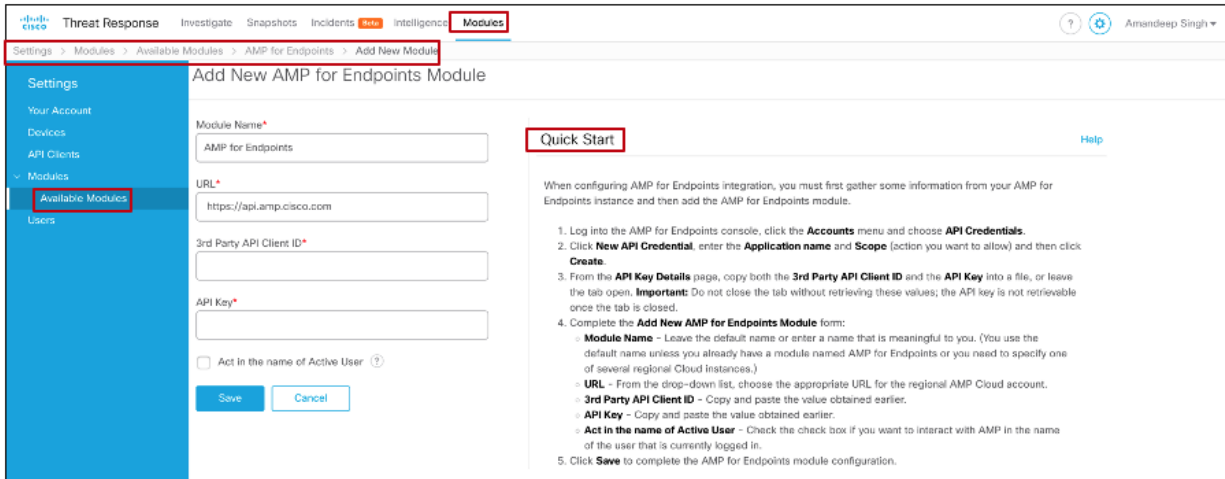 cisco Threat Response Investigate Snapshots Incidents Beta Intelligence Modules ? Amandeep Singh
Settings > Modules > Available Modules > AMP for Endpoints > Add New Module
Settings
Your Account
Devices
API Clients
Modules
Available Modules
Users
Add New AMP for Endpoints Module
Module Name*
AMP for Endpoints
URL*
https://api.amp.cisco.com
3rd Party API Client ID*
API Key*
Act in the name of Active User ?
Save Cancel
Quick Start Help
When configuring AMP for Endpoints integration, you must first gather some information from your AMP for
Endpoints instance and then add the AMP for Endpoints module.
1. Log into the AMP for Endpoints console, click the Accounts menu and choose API Credentials.
2. Click New API Credential, enter the Application name and Scope (action you want to allow) and then click
Create.
3. From the API Key Details page, copy both the 3rd Party API Client ID and the API Key into a file, or leave
the tab open. Important: Do not close the tab without retrieving these values; the API key is not retrievable
once the tab is closed.
4. Complete the Add New AMP for Endpoints Module form:
○ Module Name - Leave the default name or enter a name that is meaningful to you. (You use the
default name unless you already have a module named AMP for Endpoints or you need to specify one
of several regional Cloud instances.)
○ URL - From the drop-down list, choose the appropriate URL for the regional AMP Cloud account.
○ 3rd Party API Client ID - Copy and paste the value obtained earlier.
○ API Key - Copy and paste the value obtained earlier.
○ Act in the name of Active User - Check the check box if you want to interact with AMP in the name
of the user that is currently logged in.
5. Click Save to complete the AMP for Endpoints module configuration.